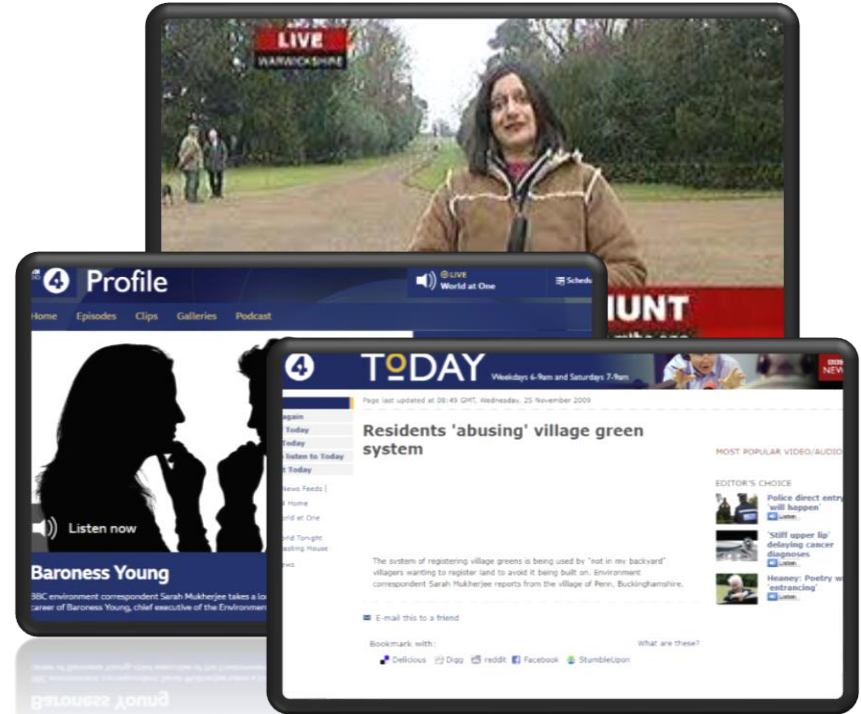 LIVE
WARWICKSHIRE
HUNT
4 Profile
LIVE
World at One
Home Episodes Clips Galleries Podcast
Listen now
Baroness Young
BBC environment correspondent Sarah Mukherjee takes a
career of Baroness Young, chief executive of the
4 TODAY Weekdays 6-9am and Saturdays 7-9am
NEW
Page last updated at 08:49 GMT, Wednesday, 25 November 2009
again
Today
Today
listen to Today
t Today
News Feeds |
4 Home
World at One
World Tonight
casting House
Residents 'abusing' village green
system
The system of registering village greens is being used by "not in my backyard"
villagers wanting to register land to avoid it being built on. Environment
correspondent Sarah Mukherjee reports from the village of Penn, Buckinghamshire.
E-mail this to a friend
Bookmark with:
What are these?
Delicious Digg reddit Facebook StumbleUpon
MOST POPULAR VIDEO/AUDIO
EDITOR'S CHOICE
Police direct entry
'will happen'
Listen
'Stiff upper lip'
delaying cancer
diagnoses
Listen
Heaney: Poetry
'entrancing'
Listen